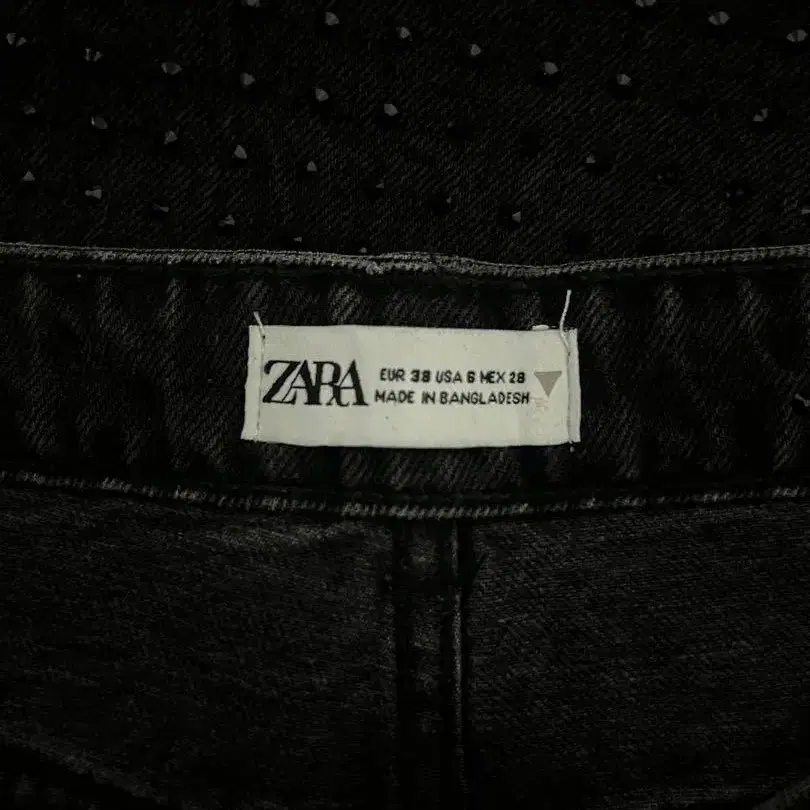 ZARA
EUR 38 USA 6 MEX 28
MADE IN BANGLADESH